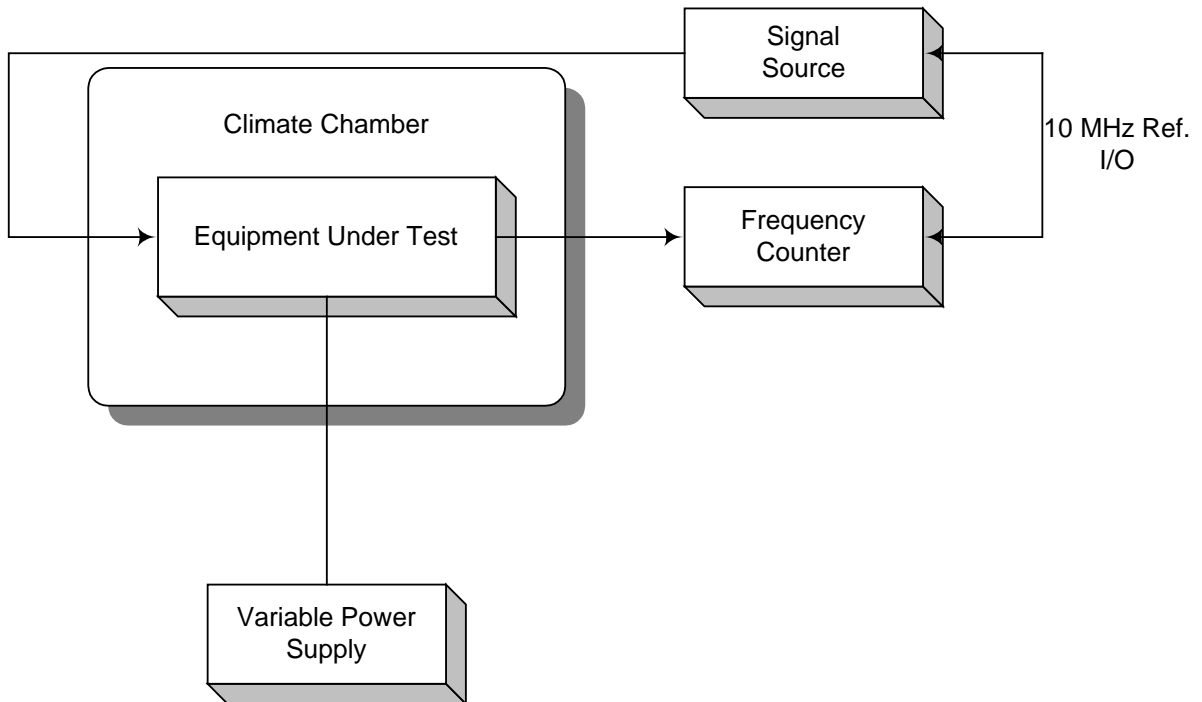 Signal
Source
Climate Chamber
10 MHz Ref.
I/O
Equipment Under Test
Frequency
Counter
Variable Power
Supply